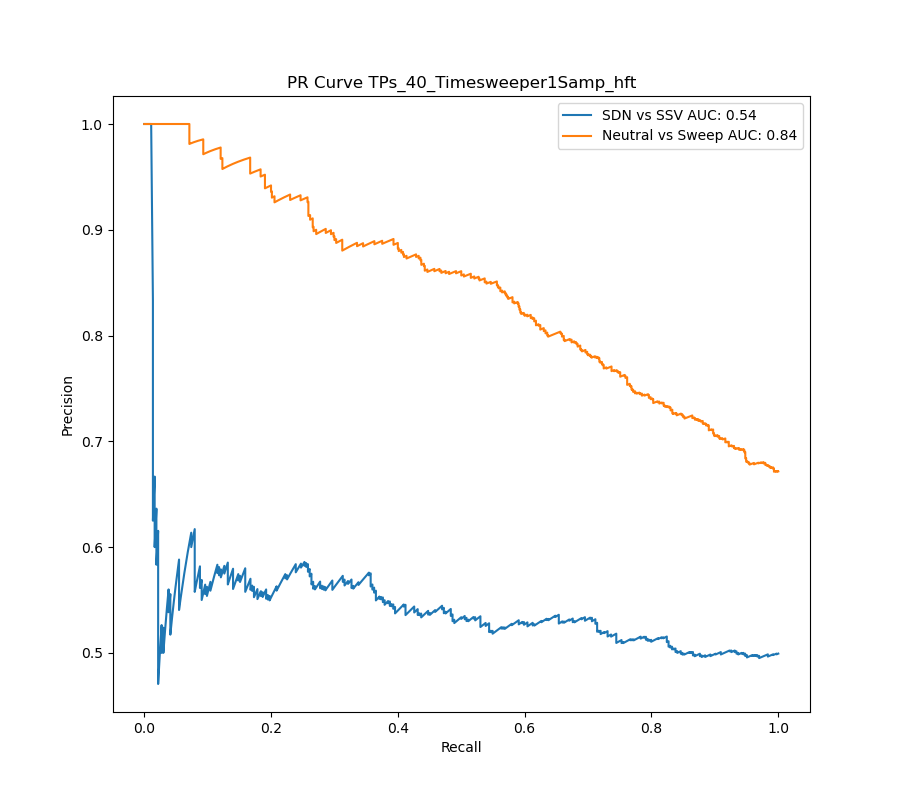 PR Curve TPs_40_Timesweeper1Samp_hft
SDN vs SSV AUC: 0.54
Neutral vs Sweep AUC: 0.84
1.0
0.9
0.8
0.7
0.6
0.5
Precision
0.0 0.2 0.4 0.6 0.8 1.0
Recall